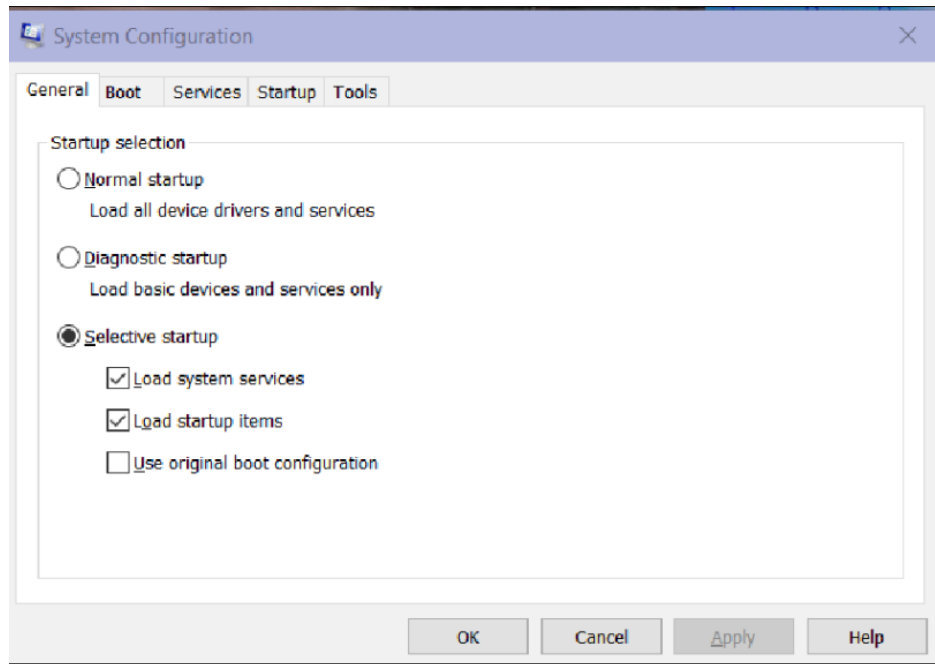 System Configuration
General Boot Services Startup Tools
Startup selection
Normal startup
Load all device drivers and services
Diagnostic startup
Load basic devices and services only
Selective startup
Load system services
Load startup items
Use original boot configuration
OK Cancel Apply Help